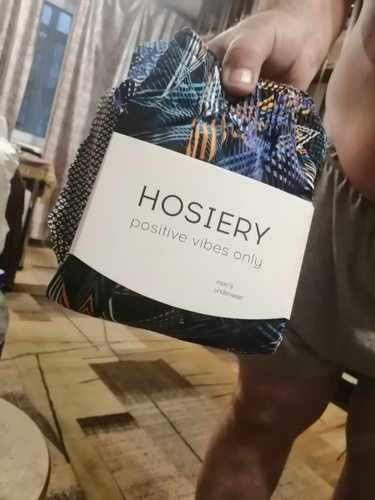 HOSIERY
positive vibes only
men's
underwear